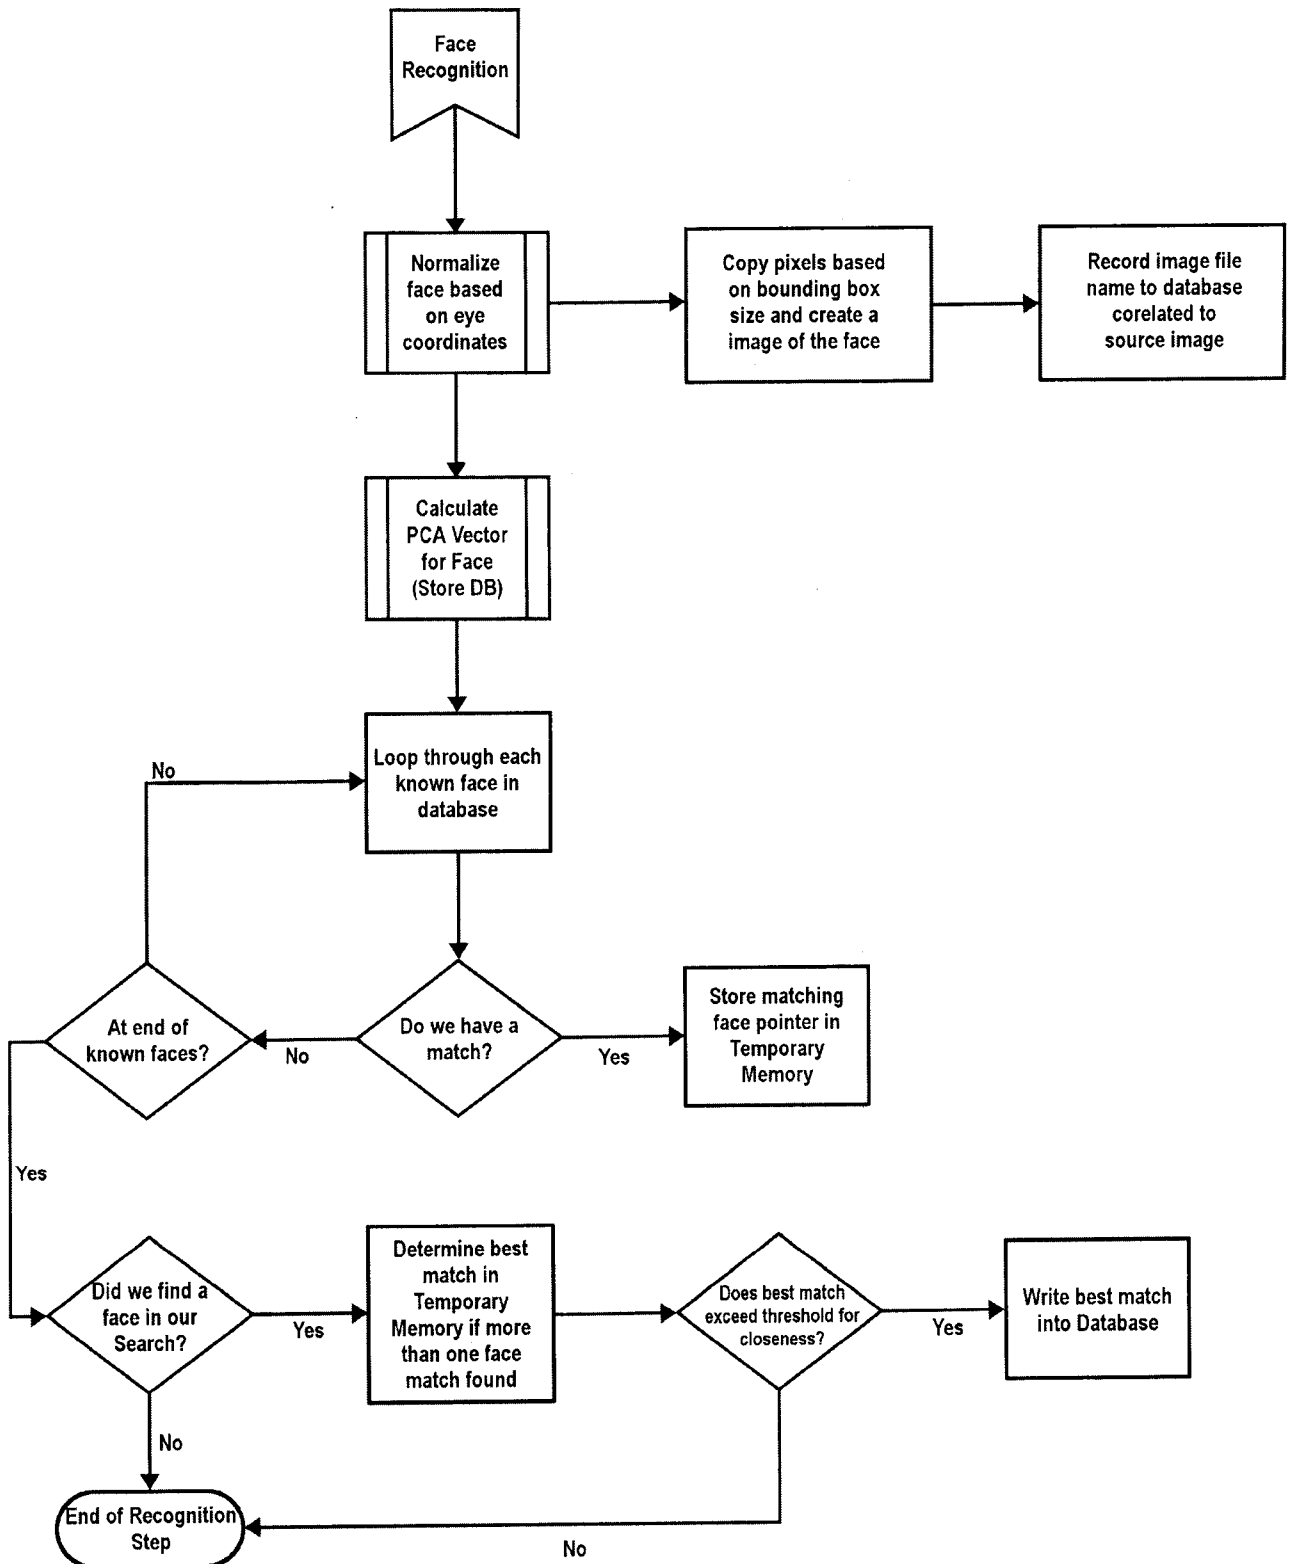 Face
Recognition
Normalize
face based
on eye
coordinates
Copy pixels based
on bounding box
size and create a
image of the face
Record image file
name to database
corelated to
source image
Calculate
PCA Vector
for Face
(Store DB)
Loop through each
known face in
database
No
At end of
known faces?
No
Do we have a
match?
Yes
Store matching
face pointer in
Temporary
Memory
Yes
Did we find a
face in our
Search?
Yes
Determine best
match in
Temporary
Memory if more
than one face
match found
Does best match
exceed threshold for
closeness?
Yes
Write best match
into Database
No
End of Recognition
Step
No